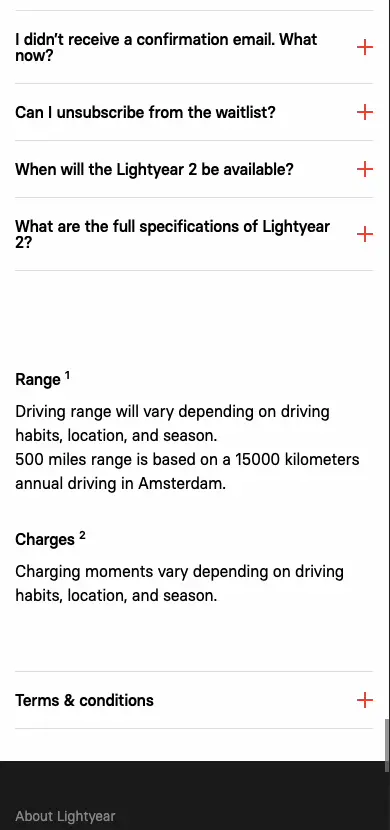 I didn't receive a confirmation email. What
now?
Can I unsubscribe from the waitlist?
When will the Lightyear 2 be available?
What are the full specifications of Lightyear
2?
Range 1
Driving range will vary depending on driving
habits, location, and season.
500 miles range is based on a 15000 kilometers
annual driving in Amsterdam.
Charges 2
Charging moments vary depending on driving
habits, location, and season.
Terms & conditions
About Lightyear